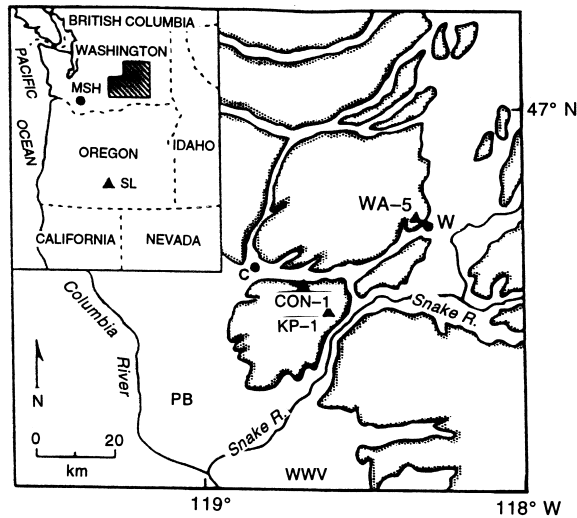 BRITISH COLUMBIA
WASHINGTON
PACIFIC
OCEAN
MSH
OREGON
IDAHO
SL
CALIFORNIA
NEVADA
47° N
WA–5
W
C
CON–1
KP–1
Snake R.
Columbia
River
PB
Snake R.
WWV
N
0 20
km
119°
118° W